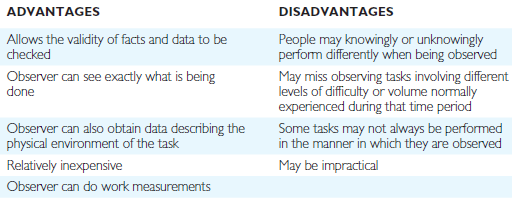 ADVANTAGES DISADVANTAGES
Allows the validity of facts and data to be People may knowingly or unknowingly
checked perform differently when being observed
Observer can see exactly what is being May miss observing tasks involving different
done levels of difficulty or volume normally
experienced during that time period
Observer can also obtain data describing the Some tasks may not always be performed
physical environment of the task in the manner in which they are observed
Relatively inexpensive May be impractical
Observer can do work measurements